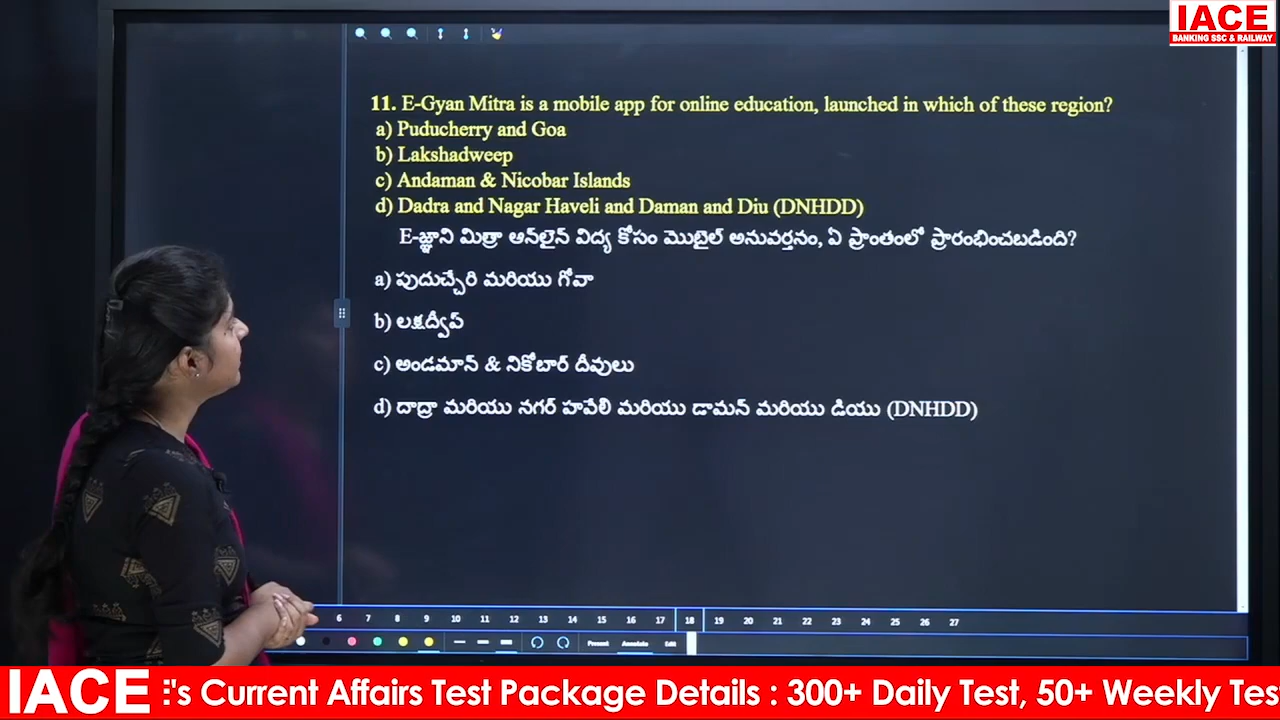 IACE
BANKING SSC & RAILWAY
11. E-Gyan Mitra is a mobile app for online education, launched in which of these region?
a) Puducherry and Goa
b) Lakshadweep
c) Andaman & Nicobar Islands
d) Dadra and Nagar Haveli and Daman and Diu (DNHDD)
E-జ్ఞాని మిత్రా ఆన్‌లైన్ విద్య కోసం మొబైల్ అనువర్తనం, ఏ ప్రాంతంలో ప్రారంభించబడింది?
a) పుదుచ్చేరి మరియు గోవా
b) లక్షద్వీప్
c) అండమాన్ & నికోబార్ దీవులు
d) దాద్రా మరియు నగర్ హవేలి మరియు డామన్ మరియు డియు (DNHDD)
6 7 8 9 10 11 12 13 14 15 16 17 18 19 20 21 22 23 24 25 26 27
Present Annotate Edit
IACE 's Current Affairs Test Package Details : 300+ Daily Test, 50+ Weekly Tes